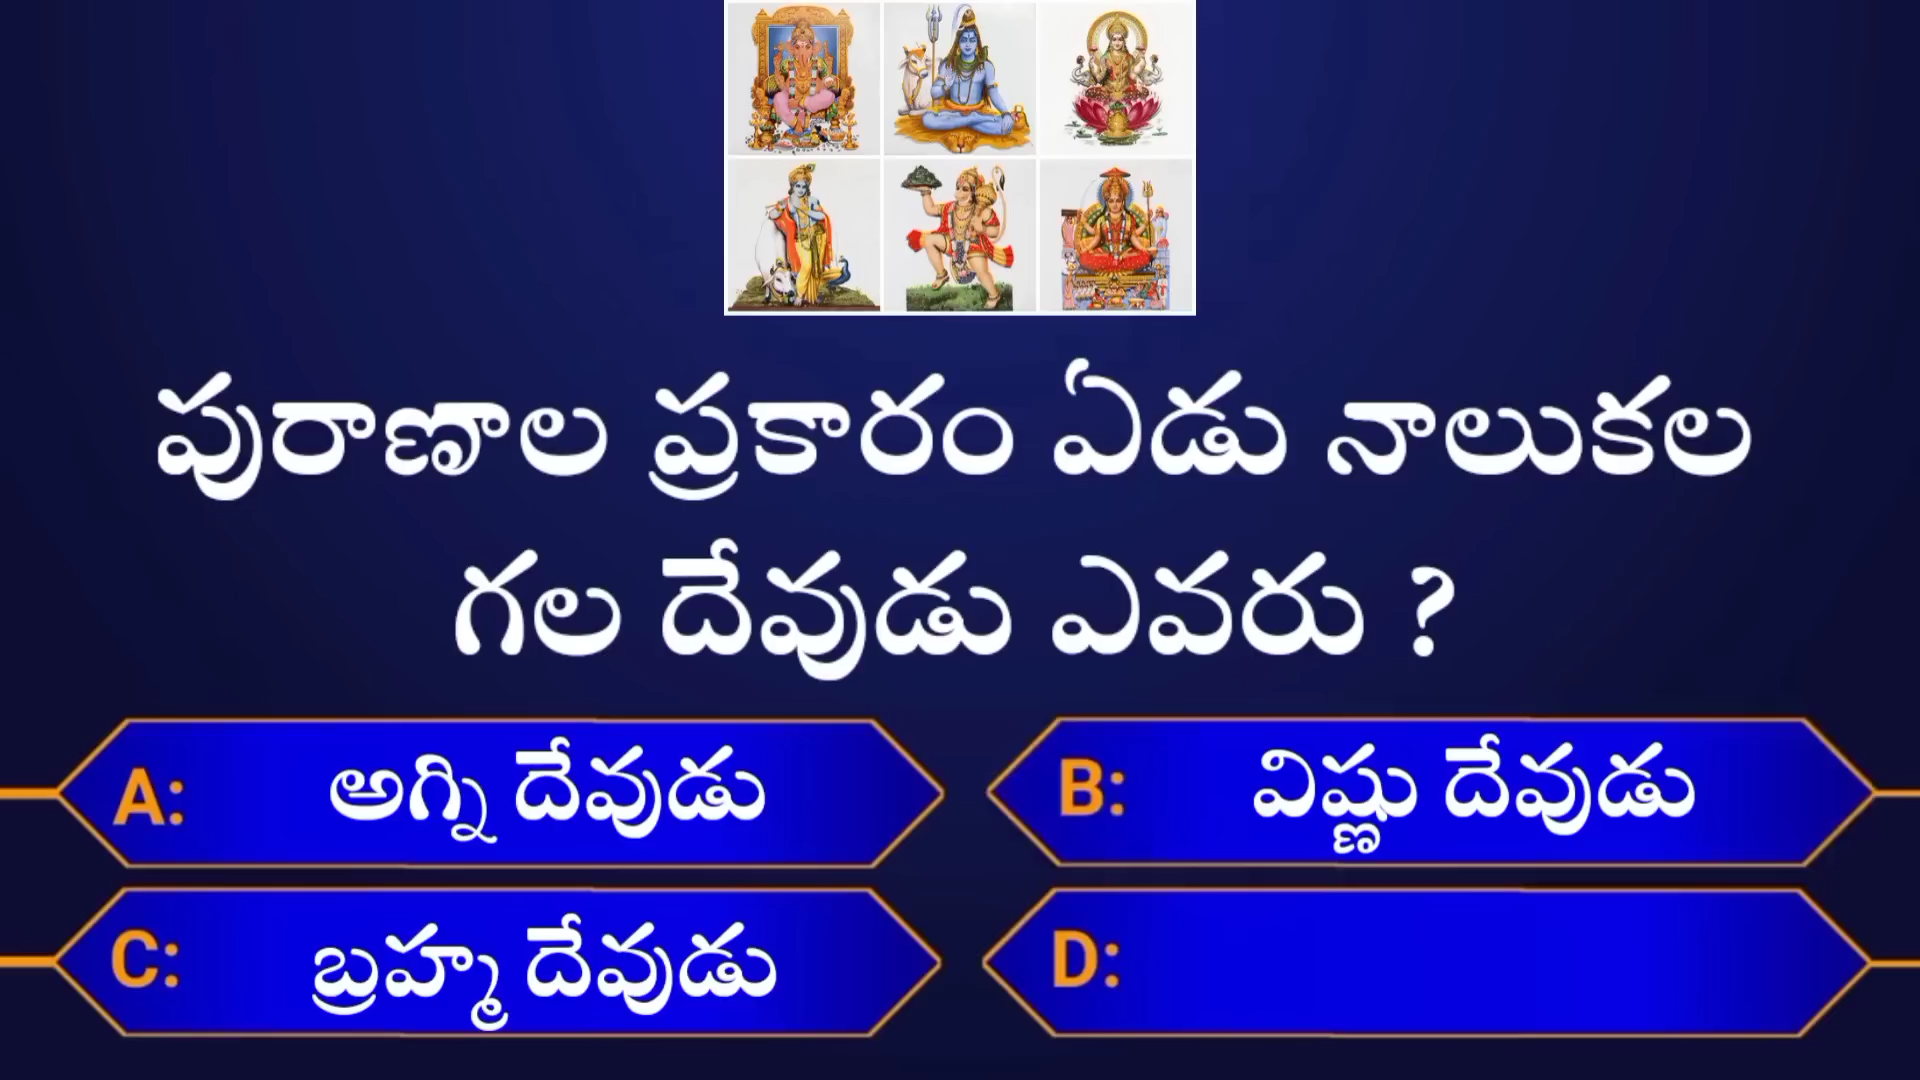 పురాణాల ప్రకారం ఏడు నాలుకల
గల దేవుడు ఎవరు ?
A: అగ్ని దేవుడు
B: విష్ణు దేవుడు
C: బ్రహ్మ దేవుడు
D: